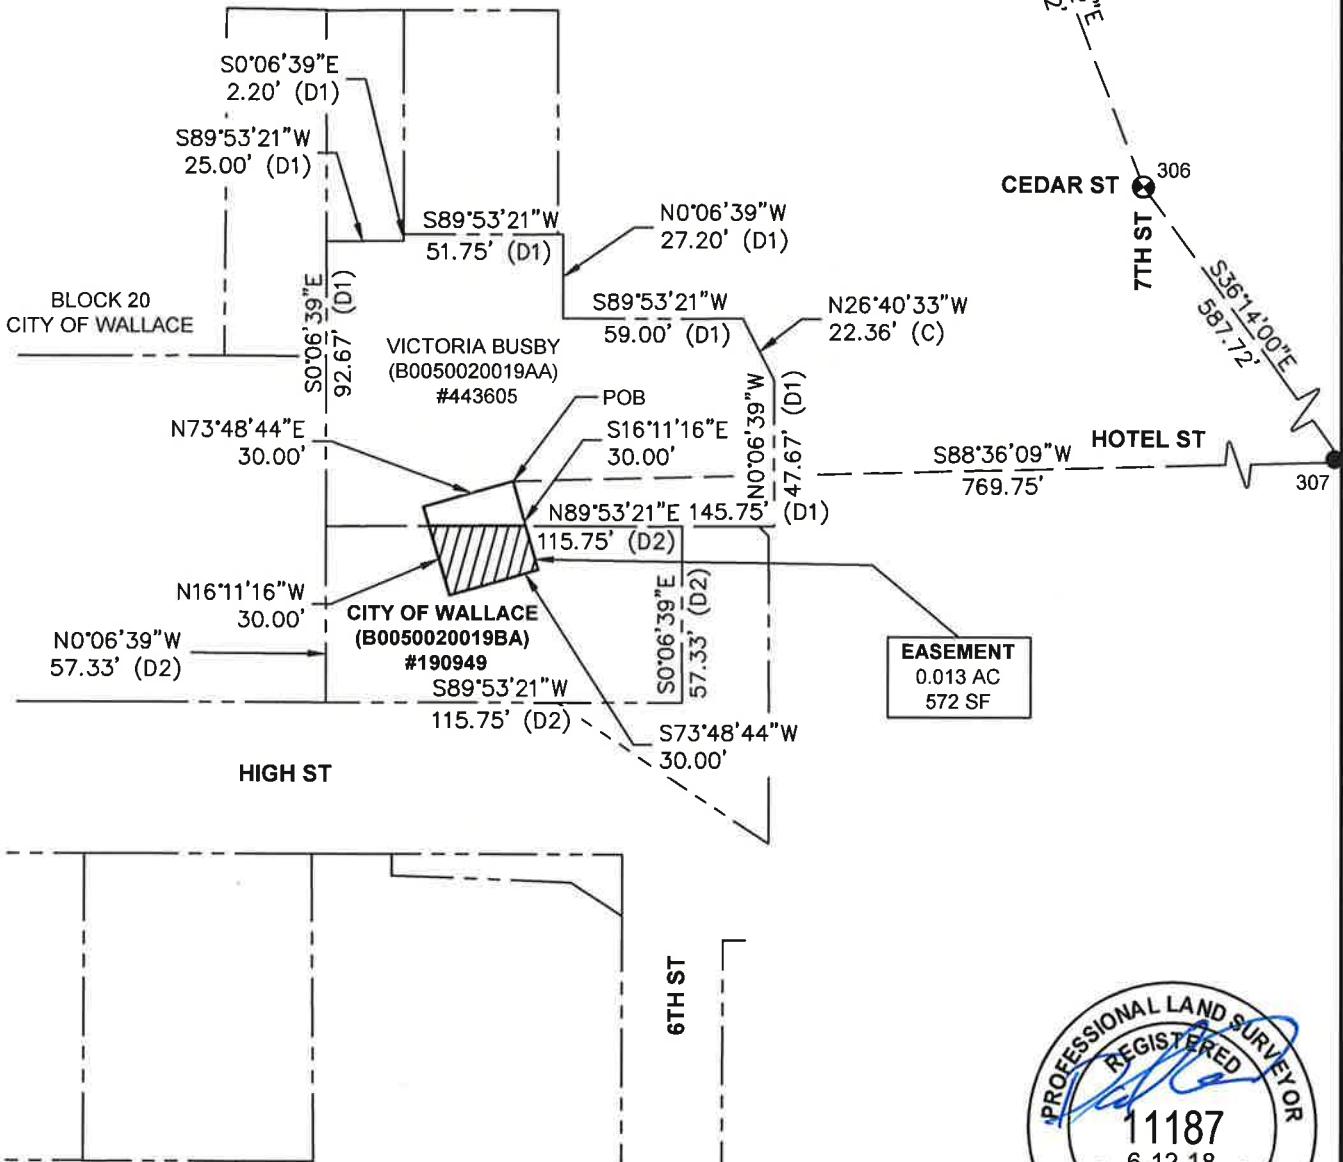 S0°06'39"E
2.20' (D1)
S89°53'21"W
25.00' (D1)
S89°53'21"W
51.75' (D1)
N0°06'39"W
27.20' (D1)
CEDAR ST
306
7TH ST
S36°14'00"E
587.72'
BLOCK 20
CITY OF WALLACE
S0°06'39"E
92.67' (D1)
VICTORIA BUSBY
(B0050020019AA)
#443605
S89°53'21"W
59.00' (D1)
N26°40'33"W
22.36' (C)
N0°06'39"W
47.67' (D1)
POB
N73°48'44"E
30.00'
S16°11'16"E
30.00'
HOTEL ST
S88°36'09"W
769.75'
307
N89°53'21"E 145.75' (D1)
115.75' (D2)
N16°11'16"W
30.00'
CITY OF WALLACE
(B0050020019BA)
#190949
S0°06'39"E
57.33' (D2)
N0°06'39"W
57.33' (D2)
EASEMENT
0.013 AC
572 SF
S89°53'21"W
115.75' (D2)
S73°48'44"W
30.00'
HIGH ST
6TH ST
PROFESSIONAL LAND SURVEYOR
REGISTERED
11187
6-12-18